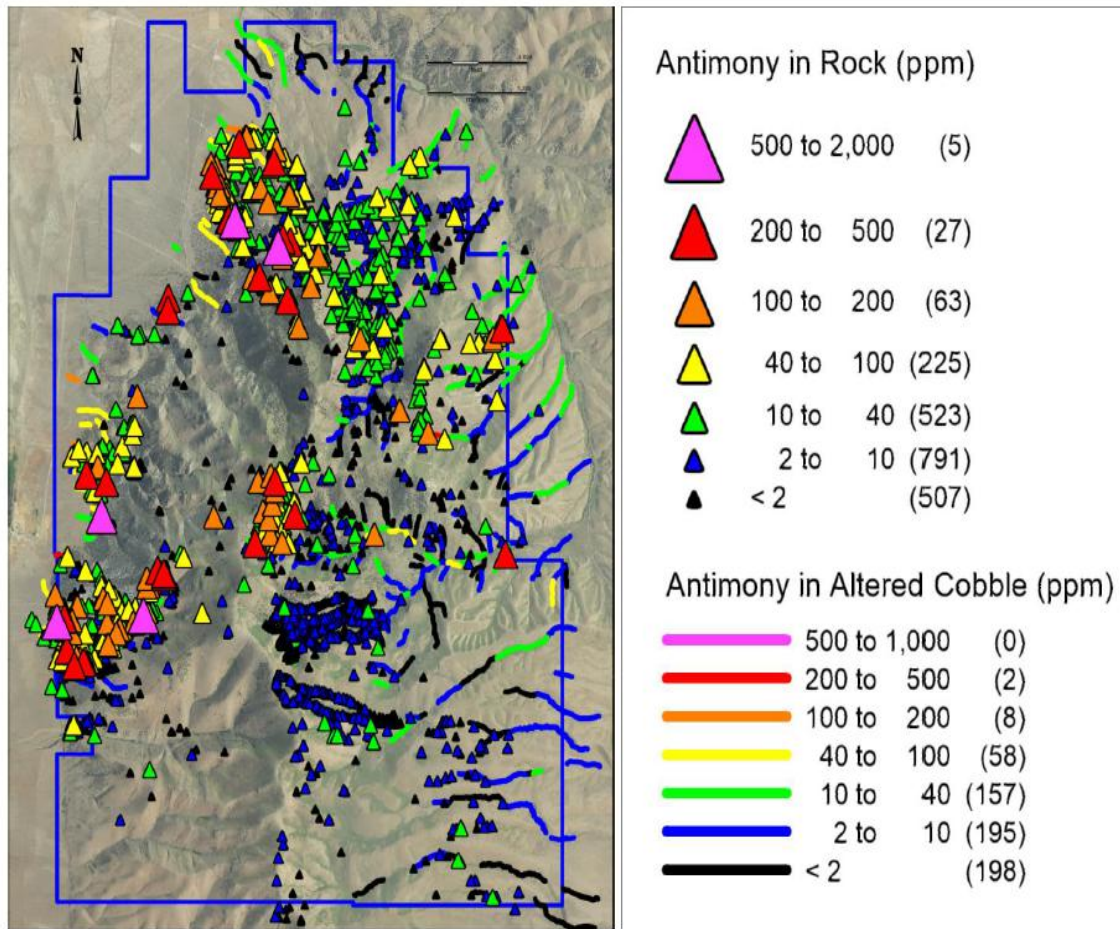 N
Antimony in Rock (ppm)
500 to 2,000 (5)
200 to 500 (27)
100 to 200 (63)
40 to 100 (225)
10 to 40 (523)
2 to 10 (791)
< 2 (507)
Antimony in Altered Cobble (ppm)
500 to 1,000 (0)
200 to 500 (2)
100 to 200 (8)
40 to 100 (58)
10 to 40 (157)
2 to 10 (195)
< 2 (198)